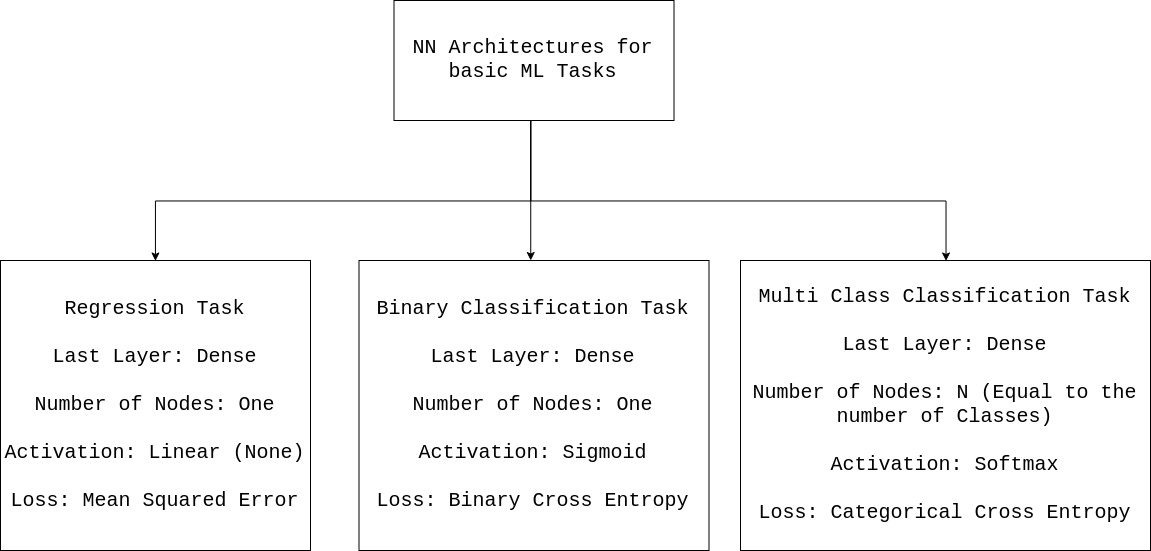 NN Architectures for
basic ML Tasks
Regression Task
Last Layer: Dense
Number of Nodes: One
Activation: Linear (None)
Loss: Mean Squared Error
Binary Classification Task
Last Layer: Dense
Number of Nodes: One
Activation: Sigmoid
Loss: Binary Cross Entropy
Multi Class Classification Task
Last Layer: Dense
Number of Nodes: N (Equal to the
number of Classes)
Activation: Softmax
Loss: Categorical Cross Entropy